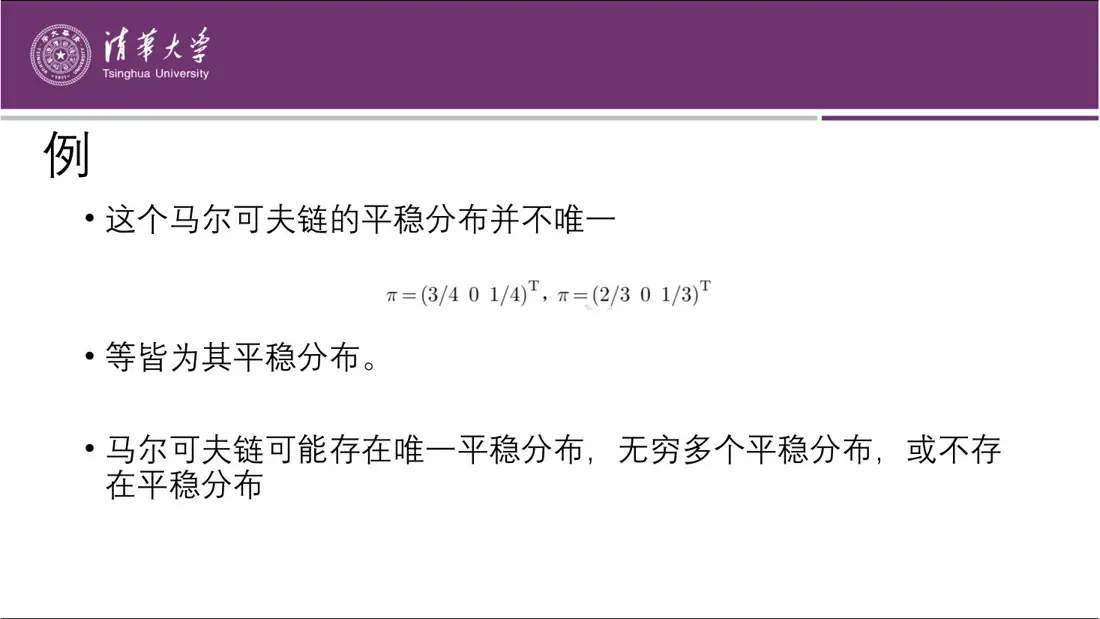 清华大学
Tsinghua University
例
• 这个马尔可夫链的平稳分布并不唯一
π=(3/4 0 1/4)ᵀ，π=(2/3 0 1/3)ᵀ
• 等皆为其平稳分布。
• 马尔可夫链可能存在唯一平稳分布，无穷多个平稳分布，或不存
在平稳分布